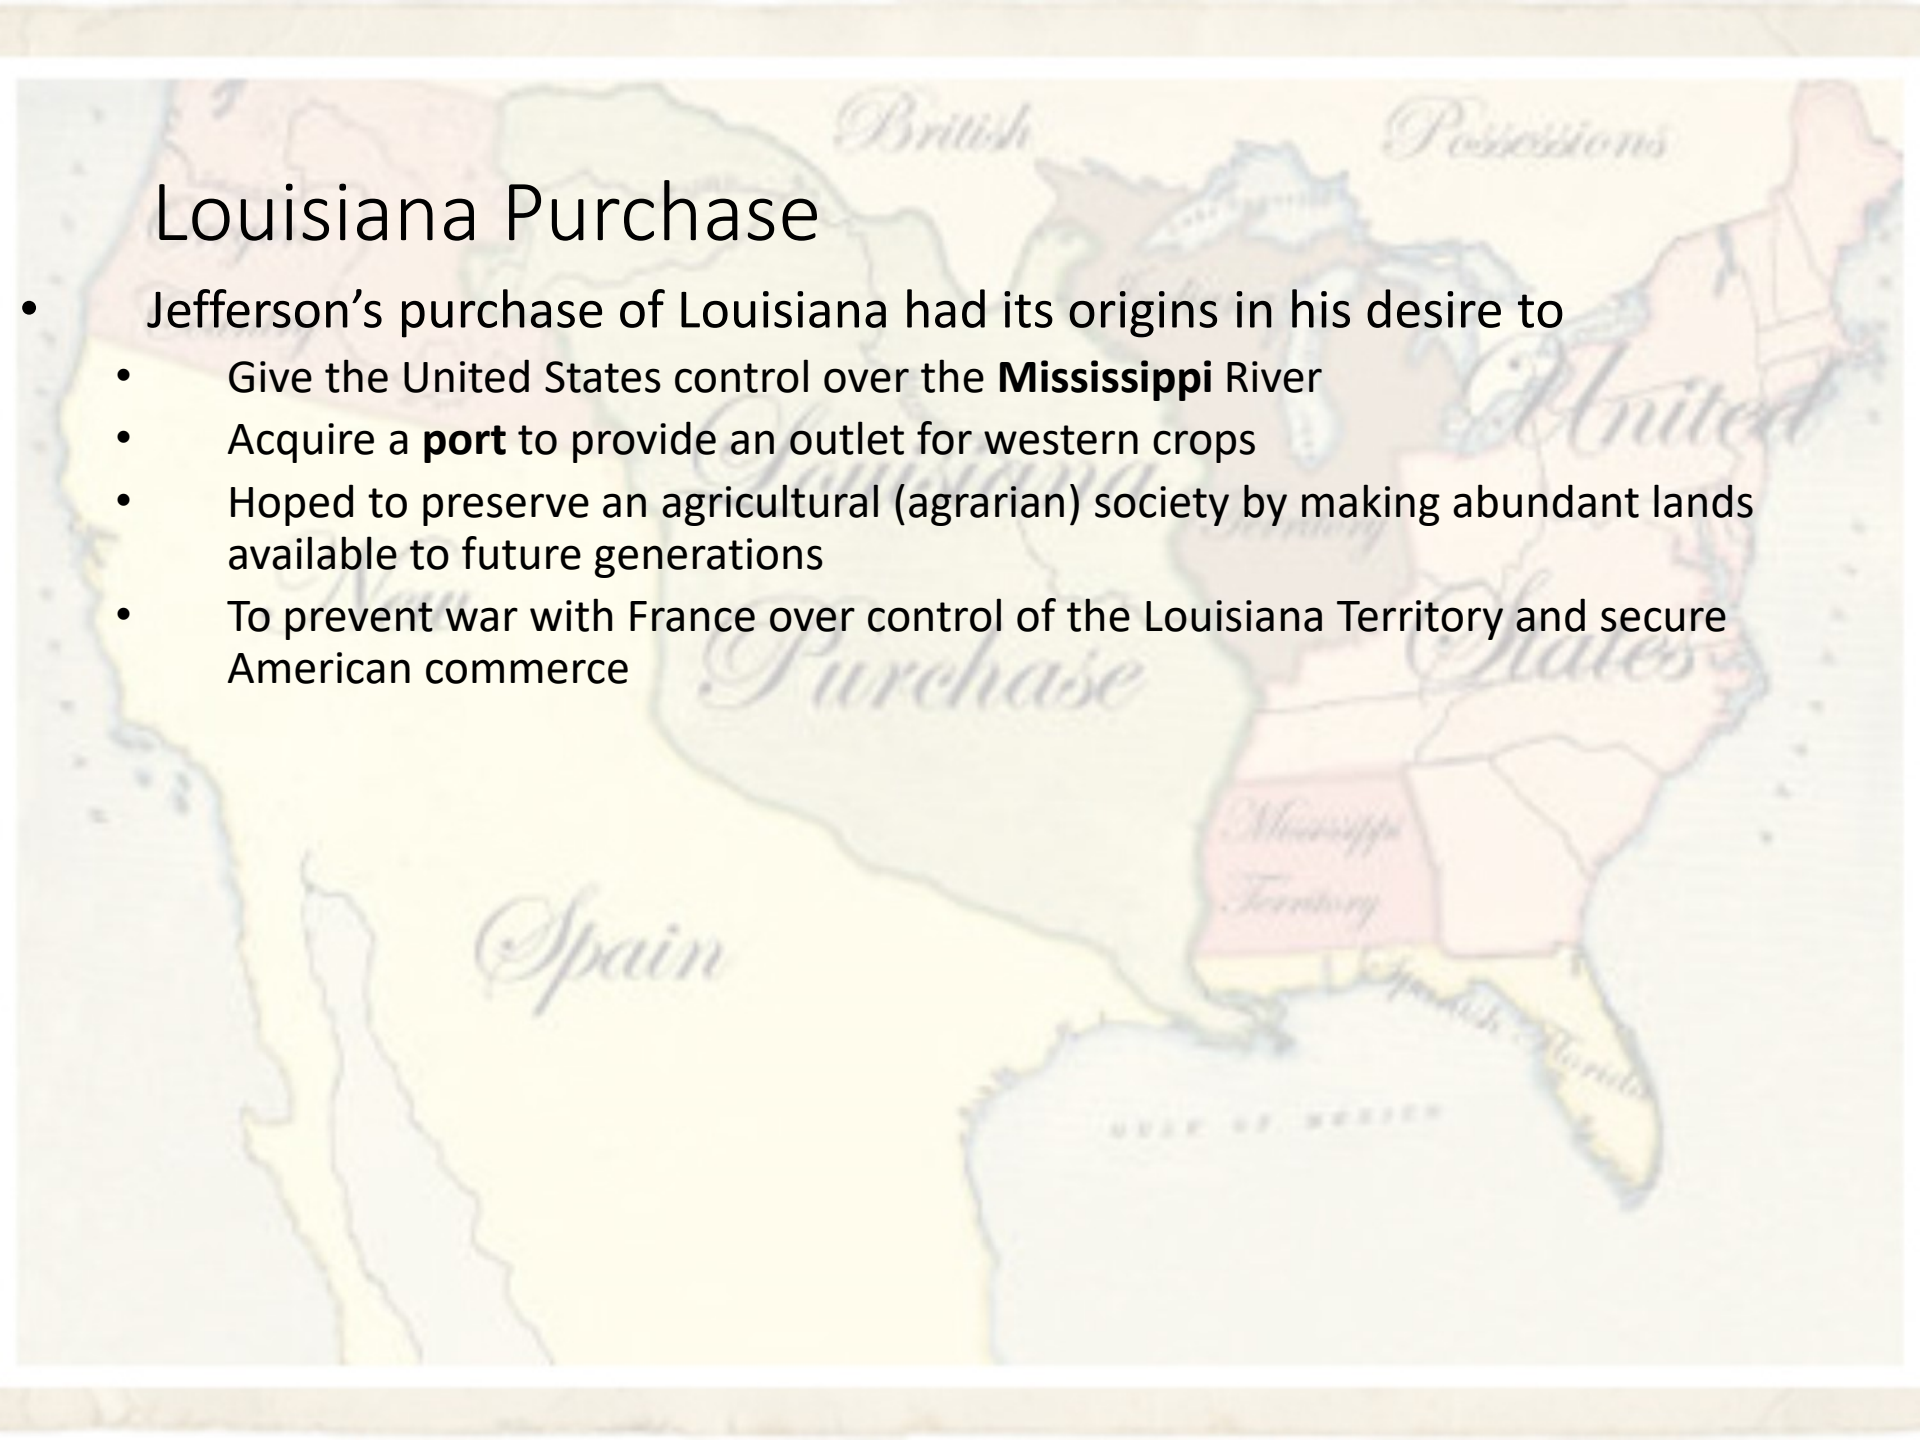 British Possessions
Louisiana Purchase
• Jefferson’s purchase of Louisiana had its origins in his desire to
• Give the United States control over the Mississippi River
United
• Acquire a port to provide an outlet for western crops
Louisiana
• Hoped to preserve an agricultural (agrarian) society by making abundant lands
Territory
available to future generations
New
• To prevent war with France over control of the Louisiana Territory and secure
States
American commerce
Purchase
Mississippi
Territory
Spain
Spanish Florida
GULF OF MEXICO